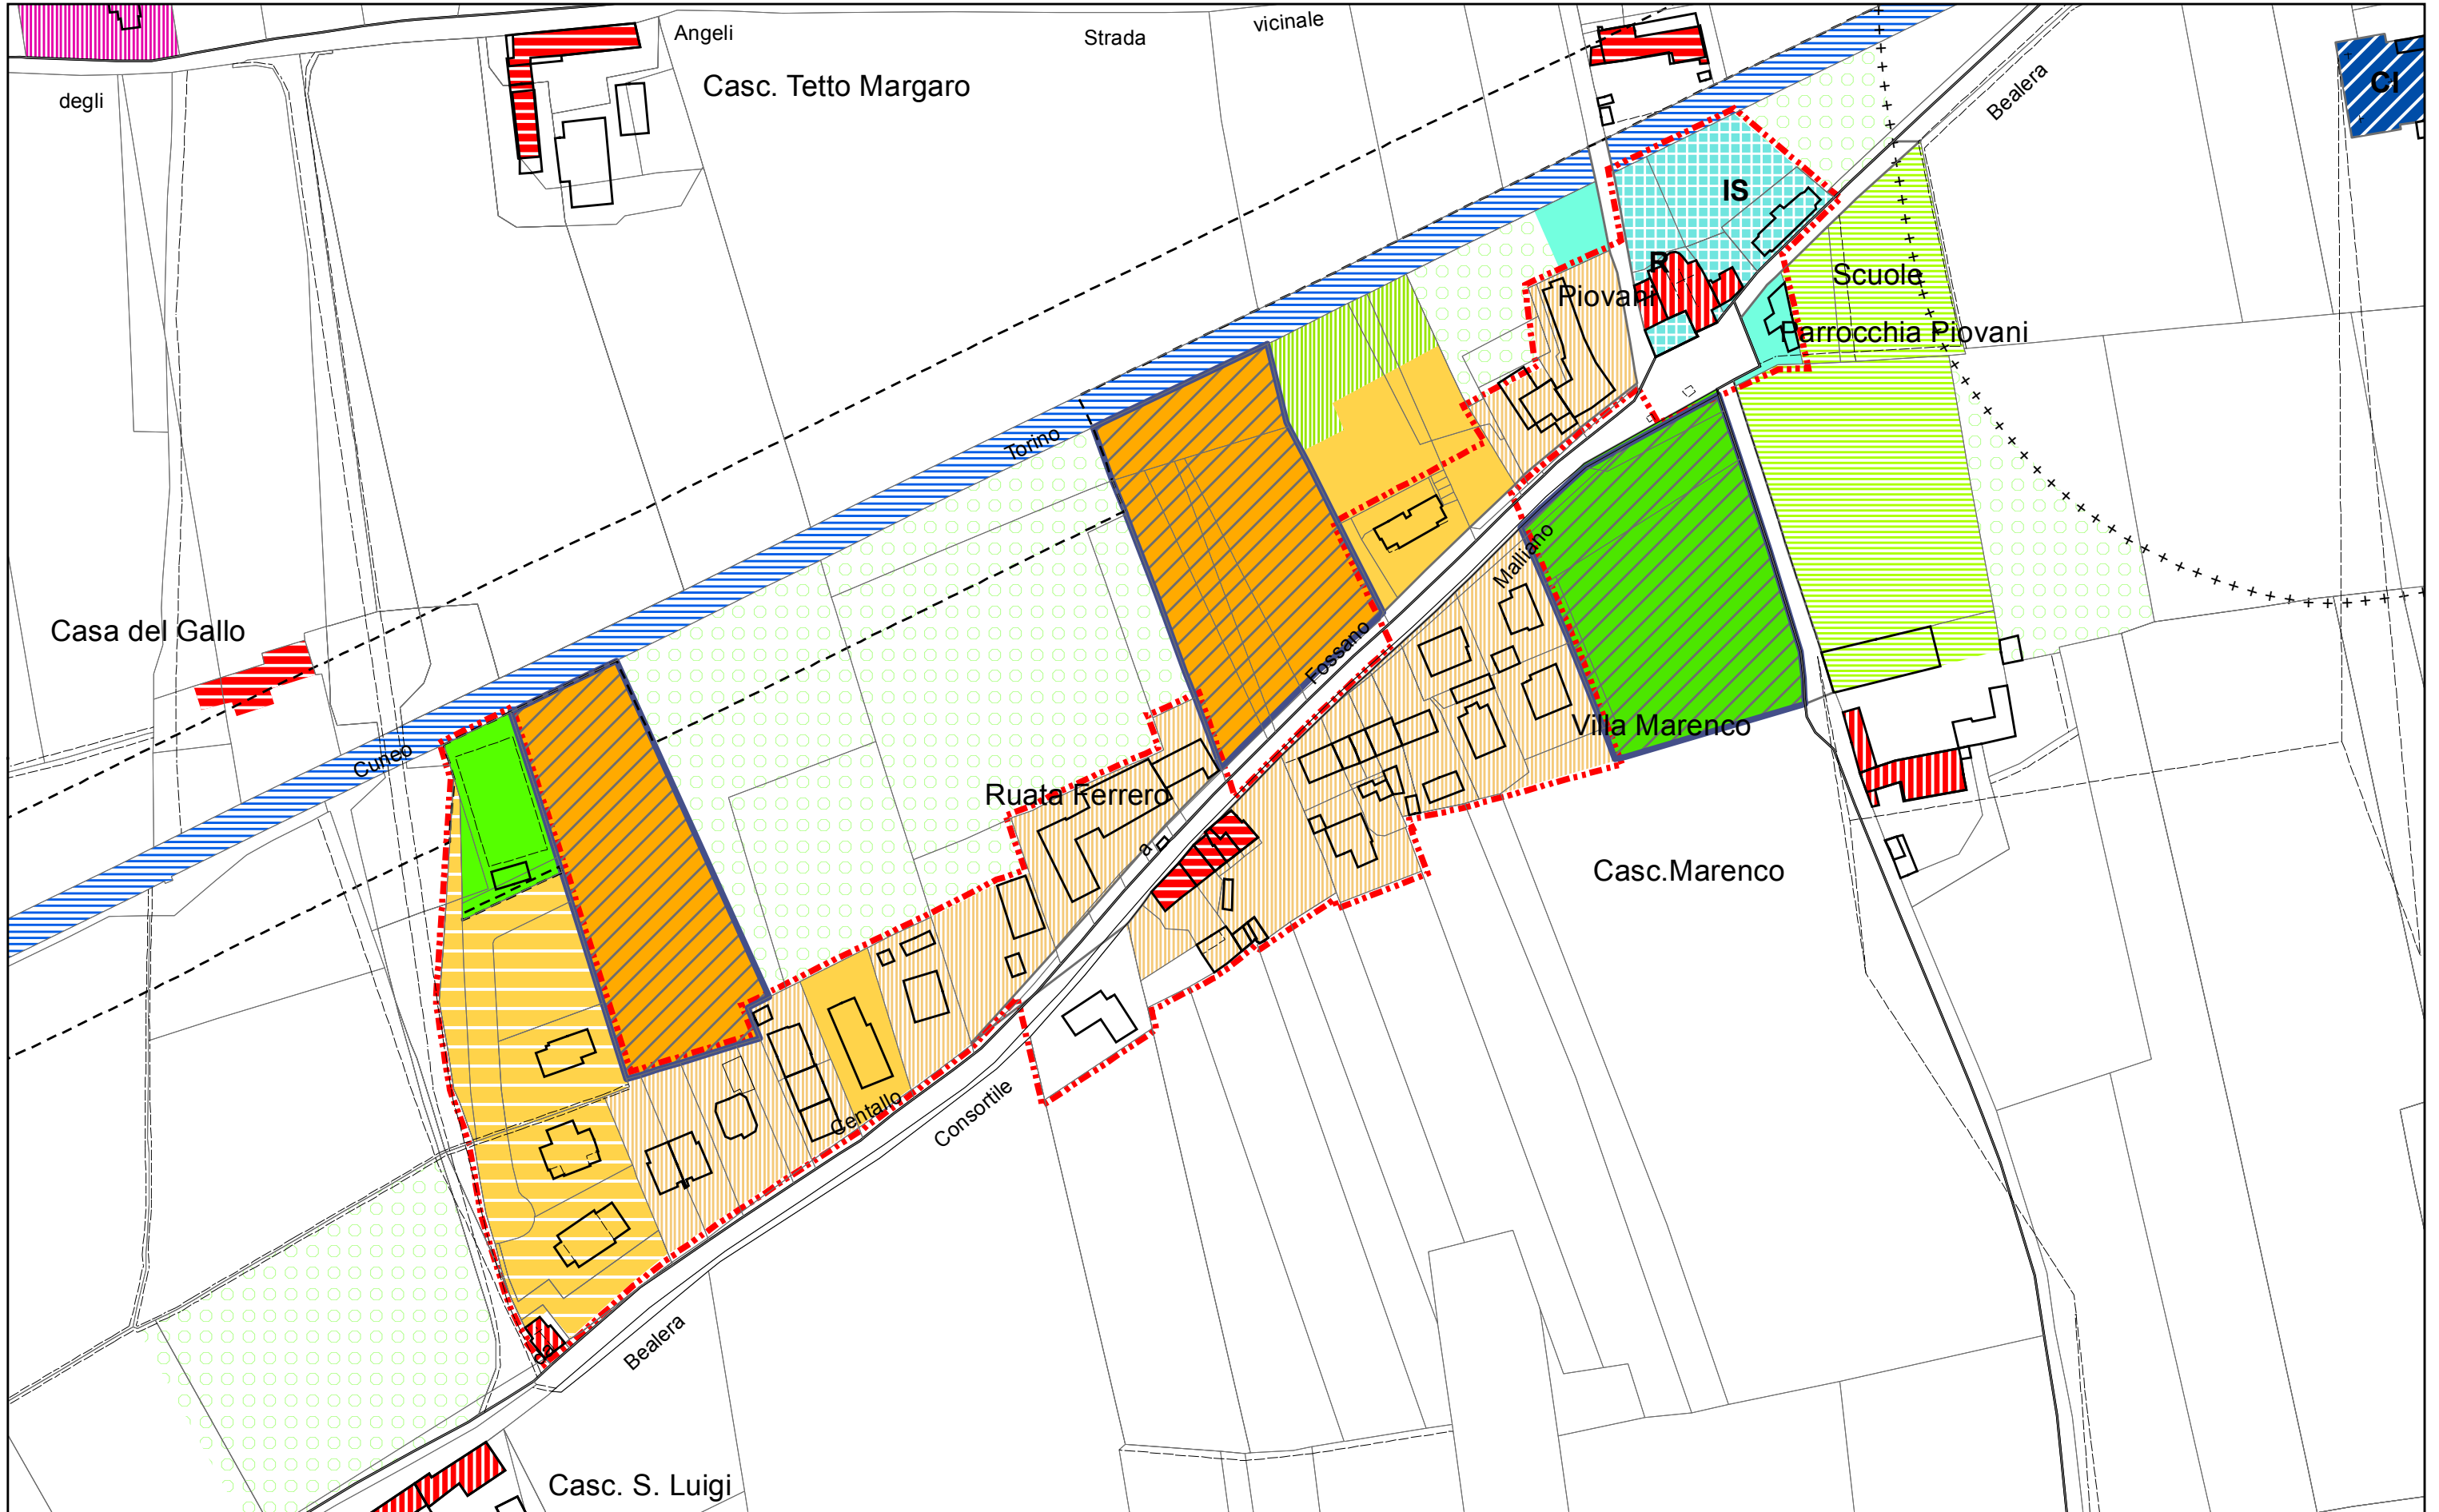 vicinale
Angeli
Strada
Casc. Tetto Margaro
degli
Bealera
CI
IS
R
Scuole
Piovani
Parrocchia Piovani
Torino
Malliano
Casa del Gallo
Fossano
Villa Marenco
Cuneo
Ruata Ferrero
a
Casc.Marenco
Centallo
Consortile
Bealera
da
Casc. S. Luigi